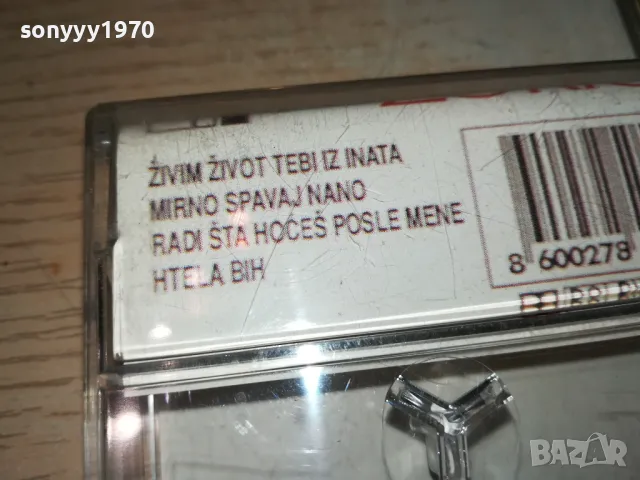 sonyyy1970
ŽIVIM ŽIVOT TEBI IZ INATA
MIRNO SPAVAJ NANO
RADI ŠTA HOĆEŠ POSLE MENE
HTELA BIH
8 600278
BAZAR